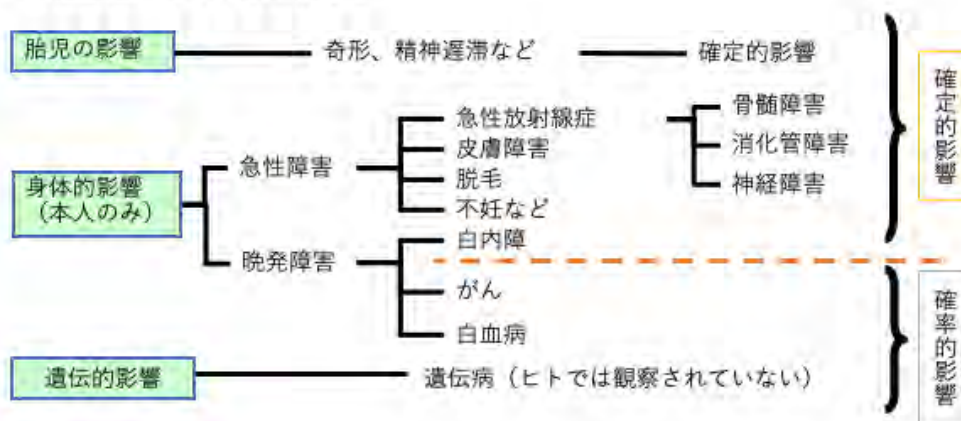 胎児の影響
奇形、精神遅滞など
確定的影響
急性放射線症
骨髄障害
皮膚障害
消化管障害
急性障害
脱毛
神経障害
身体的影響
（本人のみ）
不妊など
白内障
晩発障害
がん
白血病
遺伝的影響
遺伝病（ヒトでは観察されていない）
確定的影響
確率的影響